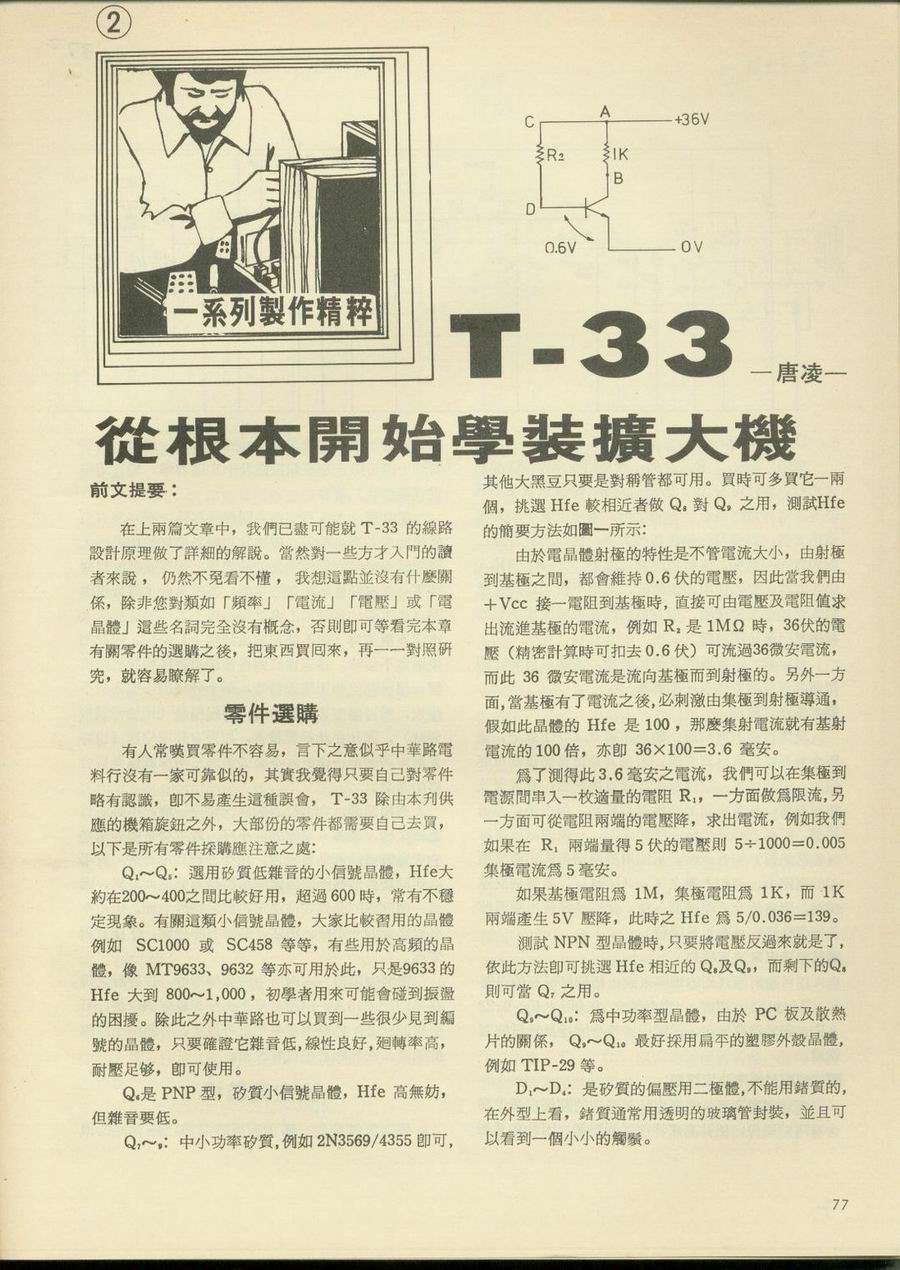 2
一系列製作精粹
C
A
+36V
R2
1K
B
D
0.6V
0V
T-33
—唐凌—
從根本開始學裝擴大機
前文提要：
在上兩篇文章中，我們已盡可能就 T-33 的線路
設計原理做了詳細的解說。當然對一些方才入門的讀
者來說，仍然不免看不懂，我想這點並沒有什麼關
係，除非您對類如「頻率」「電流」「電壓」或「電
晶體」這些名詞完全沒有概念，否則卽可等看完本章
有關零件的選購之後，把東西買回來，再一一對照研
究，就容易瞭解了。
零件選購
有人常嘆買零件不容易，言下之意似乎中華路電
料行沒有一家可靠似的，其實我覺得只要自己對零件
略有認識，卽不易產生這種誤會，T-33 除由本刋供
應的機箱旋鈕之外，大部份的零件都需要自己去買，
以下是所有零件採購應注意之處：
Q₁～Q₅：選用矽質低雜音的小信號晶體，Hfe大
約在200～400之間比較好用，超過600時，常有不穩
定現象。有關這類小信號晶體，大家比較習用的晶體
例如 SC1000 或 SC458 等等，有些用於高頻的晶
體，像 MT9633、9632 等亦可用於此，只是9633的
Hfe 大到 800～1,000，初學者用來可能會碰到振盪
的困擾。除此之外中華路也可以買到一些很少見到編
號的晶體，只要確證它雜音低，線性良好，廻轉率高，
耐壓足够，卽可使用。
Q₆是 PNP 型，矽質小信號晶體，Hfe 高無妨，
但雜音要低。
Q₇～₉：中小功率矽質，例如 2N3569/4355 卽可，
其他大黑豆只要是對稱管都可用。買時可多買它一兩
個，挑選 Hfe 較相近者做 Q₈ 對 Q₉ 之用，測試Hfe
的簡要方法如圖一所示：
由於電晶體射極的特性是不管電流大小，由射極
到基極之間，都會維持 0.6 伏的電壓，因此當我們由
＋Vcc 接一電阻到基極時，直接可由電壓及電阻値求
出流進基極的電流，例如 R₂ 是 1MΩ 時，36伏的電
壓（精密計算時可扣去 0.6 伏）可流過36微安電流，
而此 36 微安電流是流向基極而到射極的。另外一方
面，當基極有了電流之後，必刺激由集極到射極導通，
假如此晶體的 Hfe 是 100，那麼集射電流就有基射
電流的 100 倍，亦卽 36×100=3.6 毫安。
爲了測得此 3.6 毫安之電流，我們可以在集極到
電源間串入一枚適量的電阻 R₁，一方面做爲限流，另
一方面可從電阻兩端的電壓降，求出電流，例如我們
如果在 R₁ 兩端量得 5 伏的電壓則 5÷1000=0.005
集極電流爲 5 毫安。
如果基極電阻爲 1M，集極電阻爲 1K，而 1K
兩端產生 5V 壓降，此時之 Hfe 爲 5/0.036=139。
測試 NPN 型晶體時，只要將電壓反過來就是了，
依此方法卽可挑選 Hfe 相近的 Q₈及Q₉，而剩下的Q₈
則可當 Q₇ 之用。
Q₉～Q₁₀：爲中功率型晶體，由於 PC 板及散熱
片的關係，Q₉～Q₁₀ 最好採用扁平的塑膠外殼晶體，
例如 TIP-29 等。
D₁～D₄：是矽質的偏壓用二極體，不能用鍺質的，
在外型上看，鍺質通常用透明的玻璃管封裝，並且可
以看到一個小小的觸鬚。
77